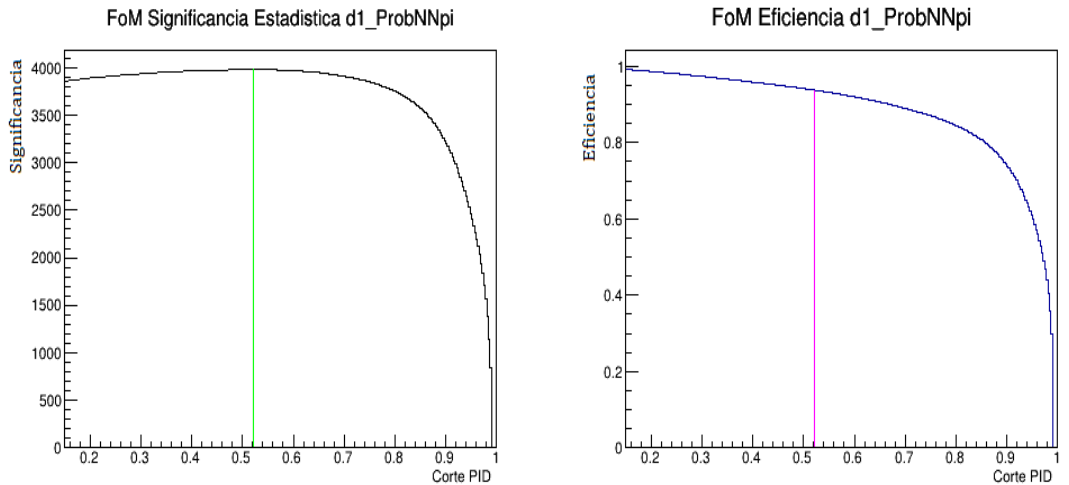 FoM Significancia Estadistica d1_ProbNNpi
Significancia
4000
3500
3000
2500
2000
1500
1000
500
0
0.2 0.3 0.4 0.5 0.6 0.7 0.8 0.9 1
Corte PID
FoM Eficiencia d1_ProbNNpi
Eficiencia
1
0.8
0.6
0.4
0.2
0
0.2 0.3 0.4 0.5 0.6 0.7 0.8 0.9 1
Corte PID